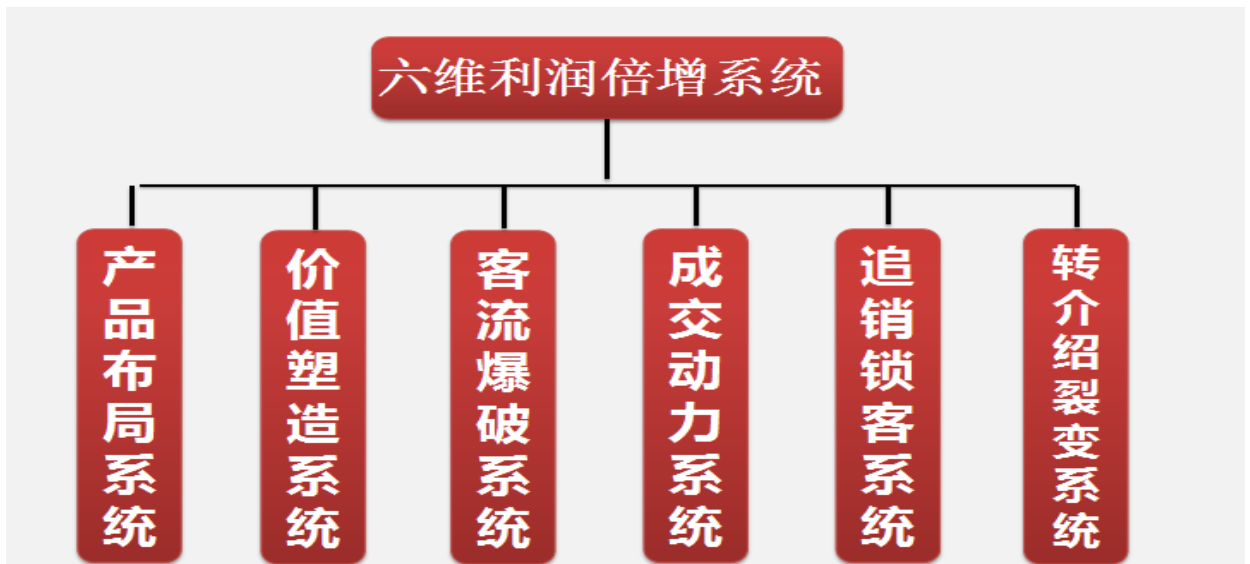 六维利润倍增系统
产品布局系统
价值塑造系统
客流爆破系统
成交动力系统
追销锁客系统
转介绍裂变系统